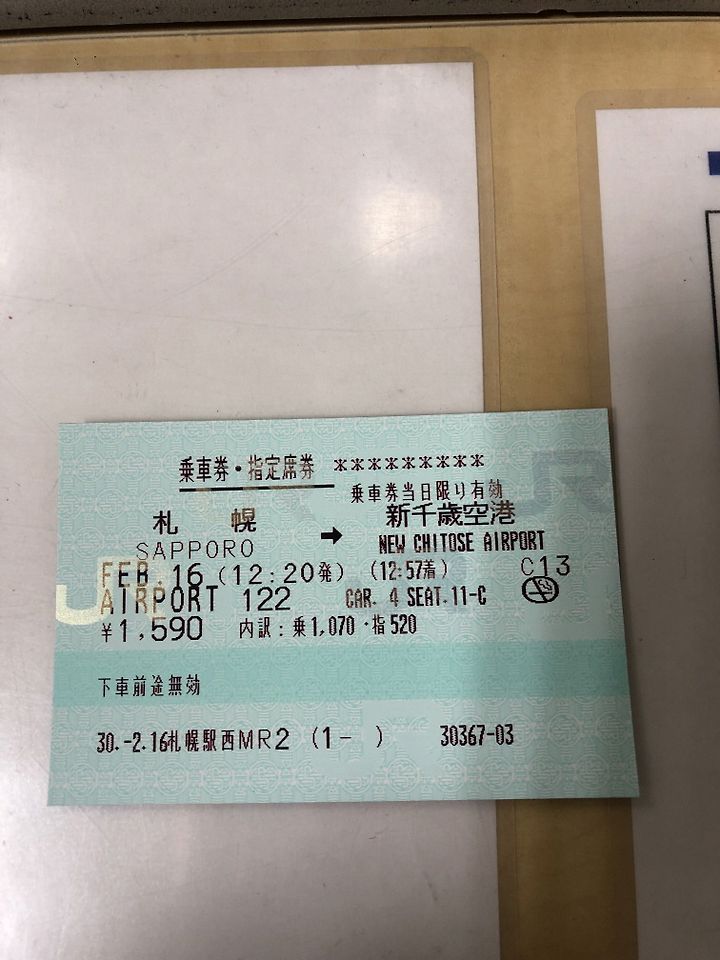 乗車券・指定席券 *********
乗車券当日限り有効
札 幌 → 新千歳空港
SAPPORO NEW CHITOSE AIRPORT
FEB.16 (12:20発) (12:57着) C13
AIRPORT 122 CAR. 4 SEAT.11-C
¥1,590 内訳:乗1,070・指520
下車前途無効
30.-2.16札幌駅西MR2 (1- ) 30367-03
JR